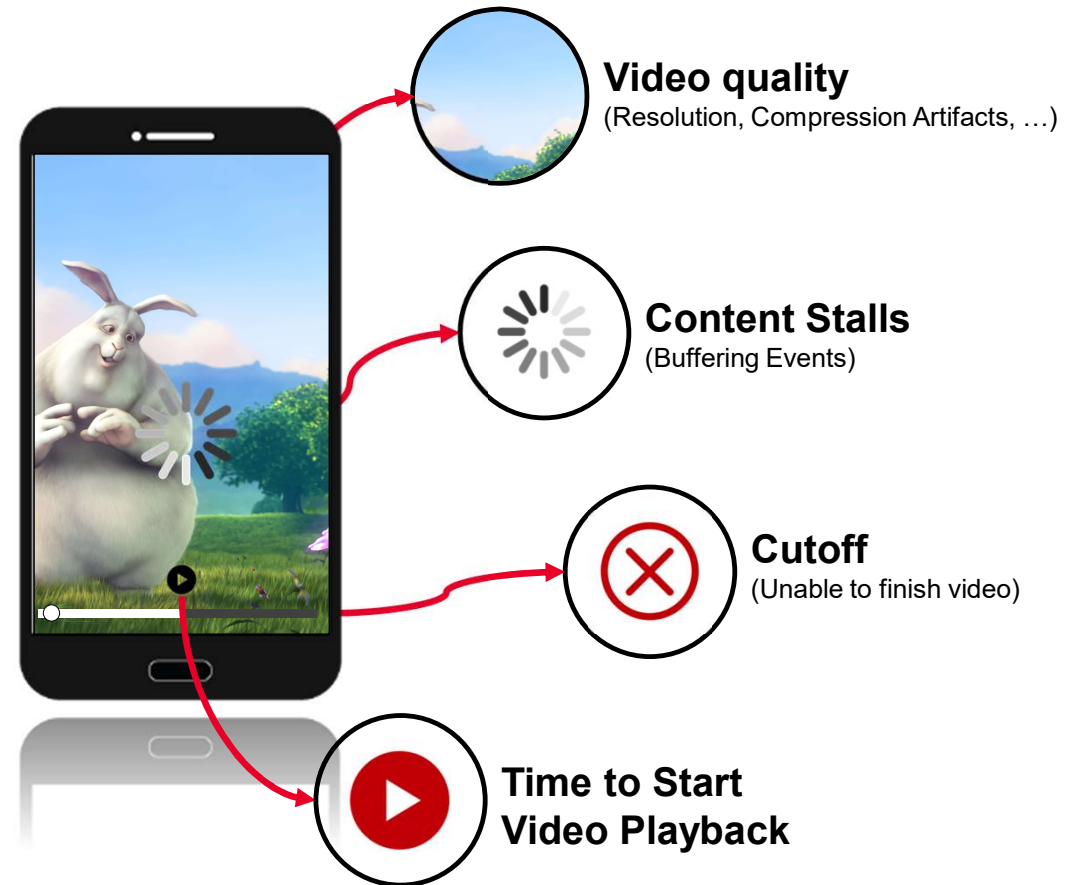 Video quality
(Resolution, Compression Artifacts, …)
Content Stalls
(Buffering Events)
Cutoff
(Unable to finish video)
Time to Start
Video Playback